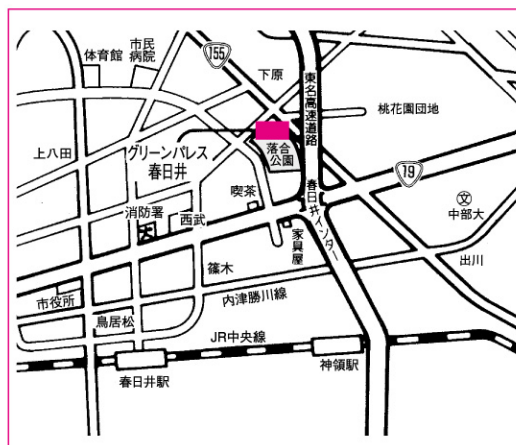 市民
病院
体育館
155
下原
東名高速道路
桃花園団地
上八田
グリーンパレス
春日井
落合
公園
19
喫茶
春日井インター
文
中部大
消防署
西武
家具屋
出川
篠木
市役所
内津勝川線
鳥居松
JR中央線
春日井駅
神領駅